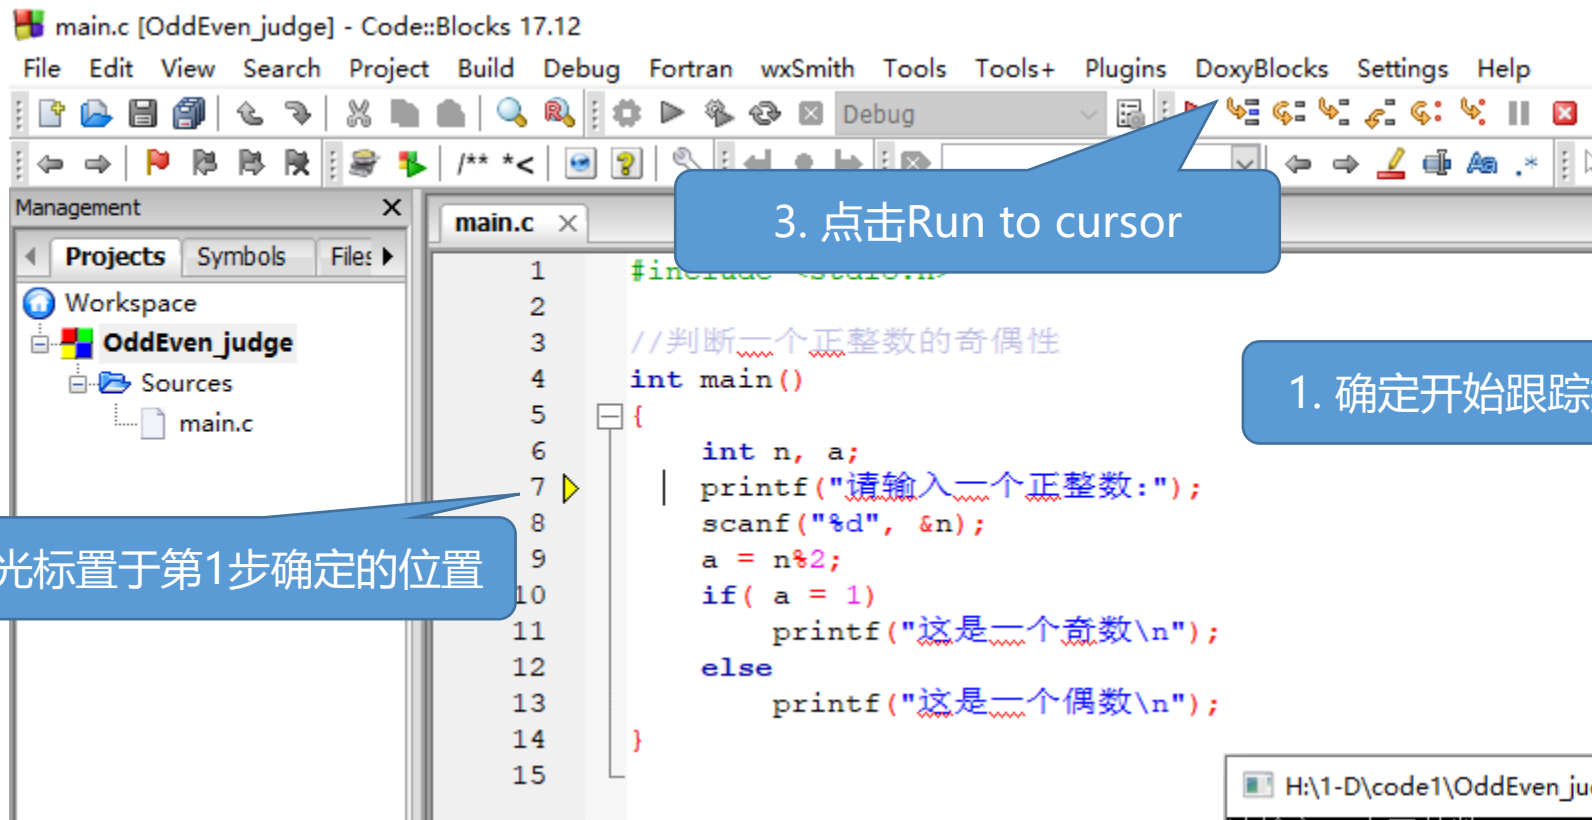 main.c [OddEven_judge] - Code::Blocks 17.12
File Edit View Search Project Build Debug Fortran wxSmith Tools Tools+ Plugins DoxyBlocks Settings Help
Debug
/** *<
Management
main.c
3. 点击Run to cursor
Projects Symbols Files
Workspace
OddEven_judge
Sources
main.c
1 #include <stdio.h>
2
3 //判断一个正整数的奇偶性
4 int main()
5 {
6 int n, a;
7 printf("请输入一个正整数:");
8 scanf("%d", &n);
9 a = n%2;
10 if( a = 1)
11 printf("这是一个奇数\n");
12 else
13 printf("这是一个偶数\n");
14 }
15
1. 确定开始跟踪
光标置于第1步确定的位置
H:\1-D\code1\OddEven_ju